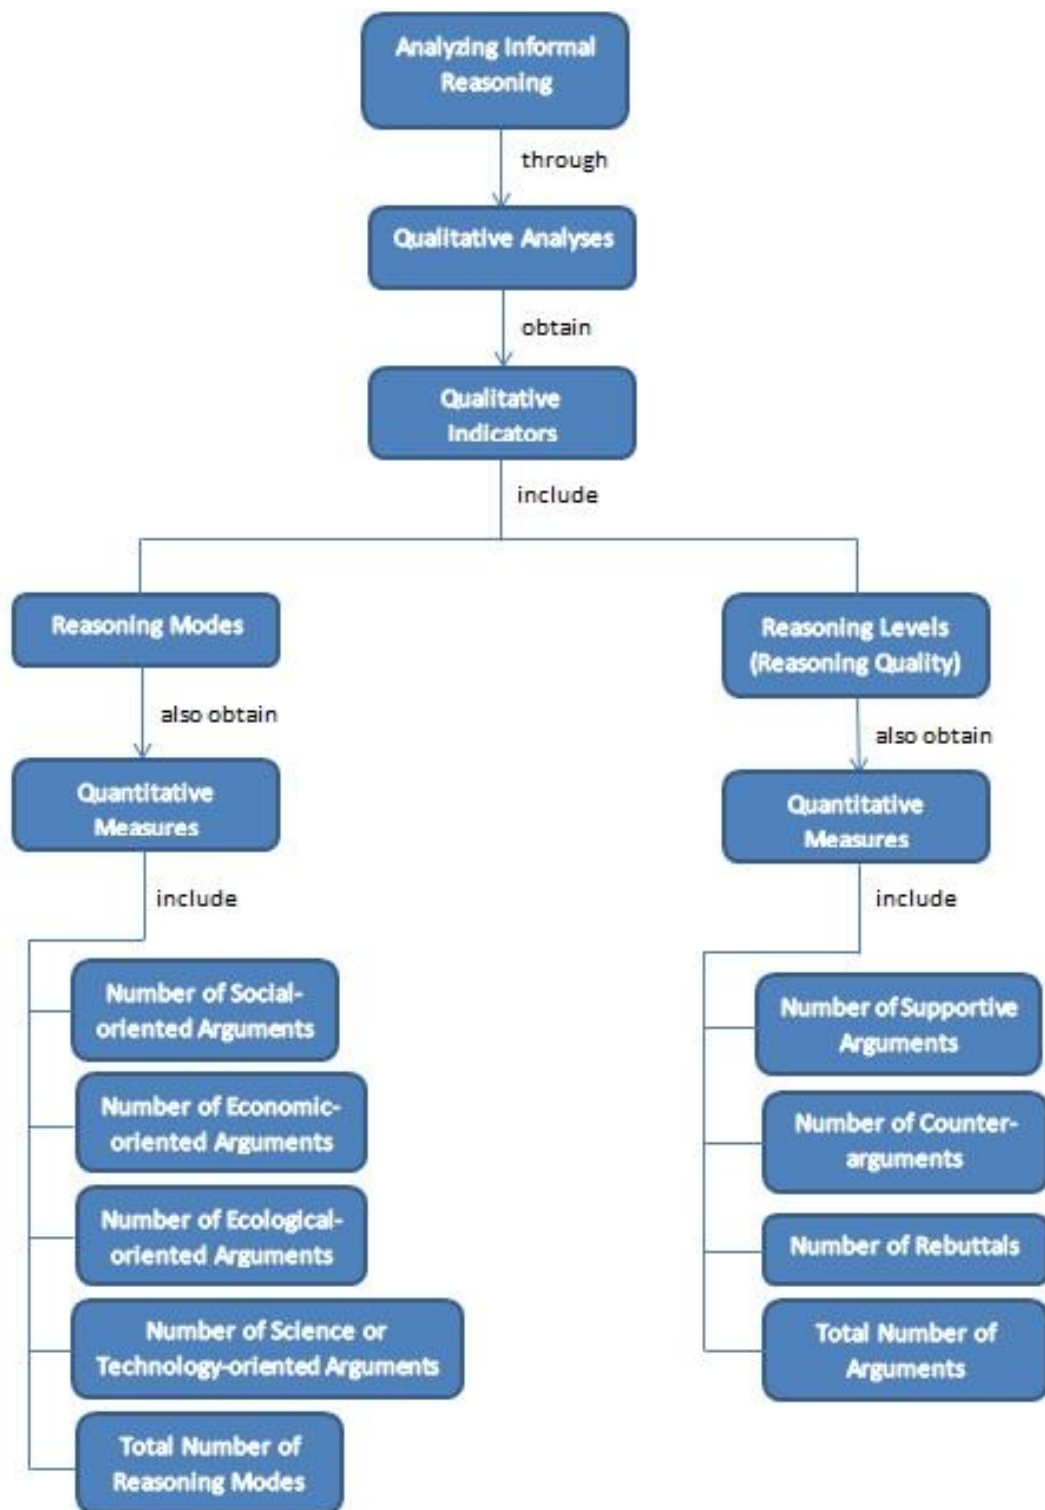 Analyzing Informal
Reasoning
through
Qualitative Analyses
obtain
Qualitative
Indicators
include
Reasoning Modes
also obtain
Quantitative
Measures
include
Number of Social-
oriented Arguments
Number of Economic-
oriented Arguments
Number of Ecological-
oriented Arguments
Number of Science or
Technology-oriented Arguments
Total Number of
Reasoning Modes
Reasoning Levels
(Reasoning Quality)
also obtain
Quantitative
Measures
include
Number of Supportive
Arguments
Number of Counter-
arguments
Number of Rebuttals
Total Number of
Arguments